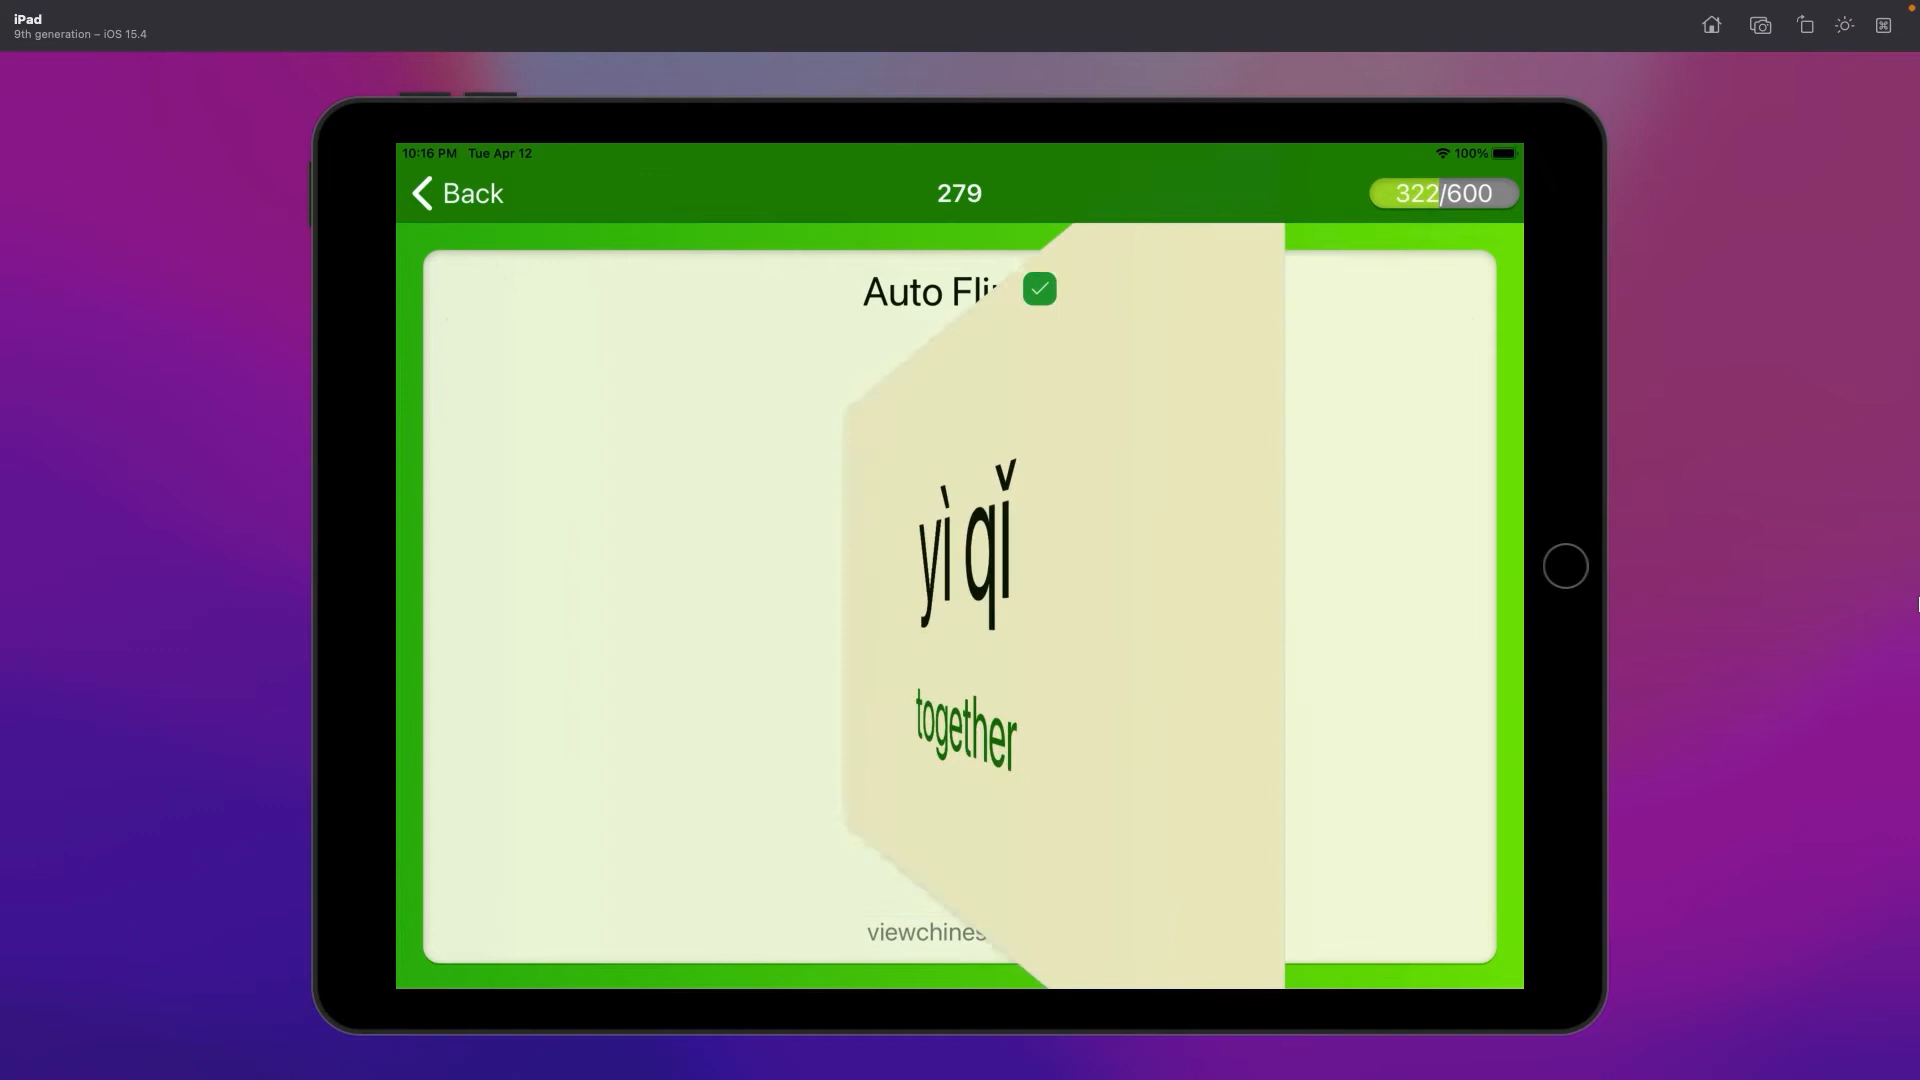 iPad
9th generation – iOS 15.4
10:16 PM Tue Apr 12
100%
Back
279
322/600
Auto
yì qǐ
together